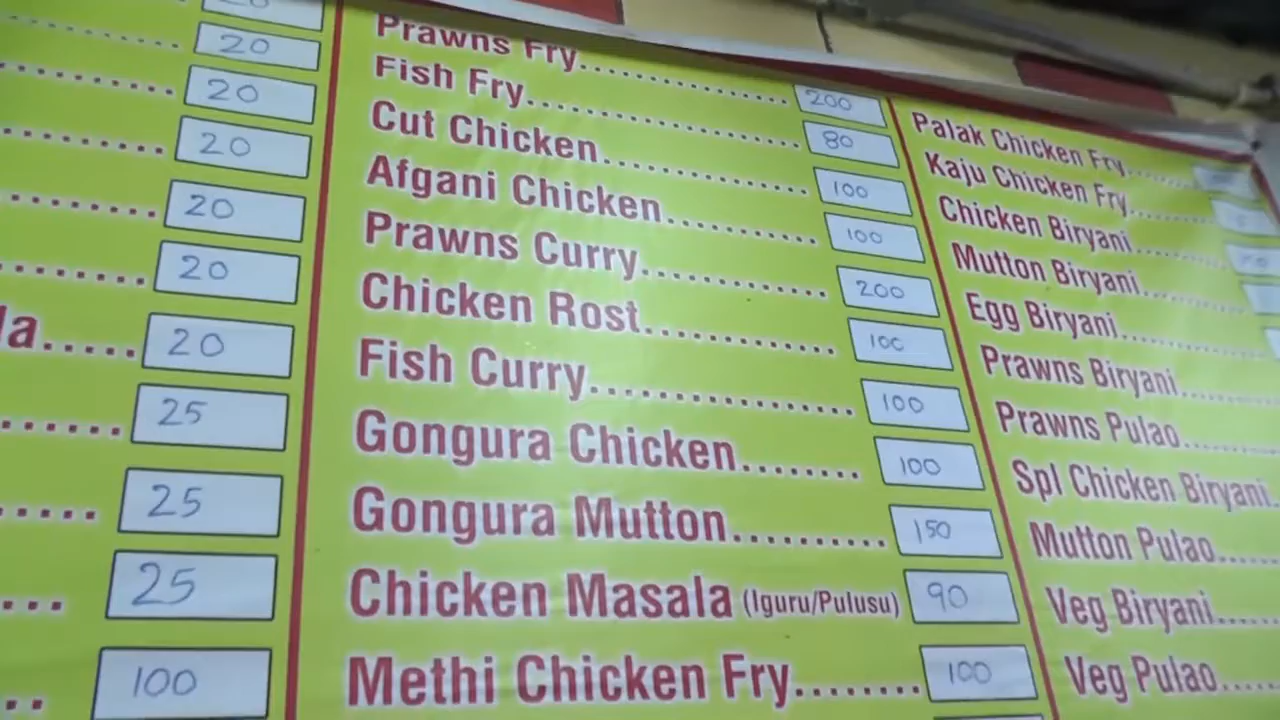 20
20
20
20
20
la..... 20
25
25
25
100
Prawns Fry 200
Fish Fry 80
Cut Chicken 100
Afgani Chicken 100
Prawns Curry 200
Chicken Rost 100
Fish Curry 100
Gongura Chicken 100
Gongura Mutton 150
Chicken Masala (Iguru/Pulusu) 90
Methi Chicken Fry 100
Palak Chicken Fry
Kaju Chicken Fry
Chicken Biryani
Mutton Biryani
Egg Biryani
Prawns Biryani
Prawns Pulao
Spl Chicken Biryani
Mutton Pulao
Veg Biryani
Veg Pulao